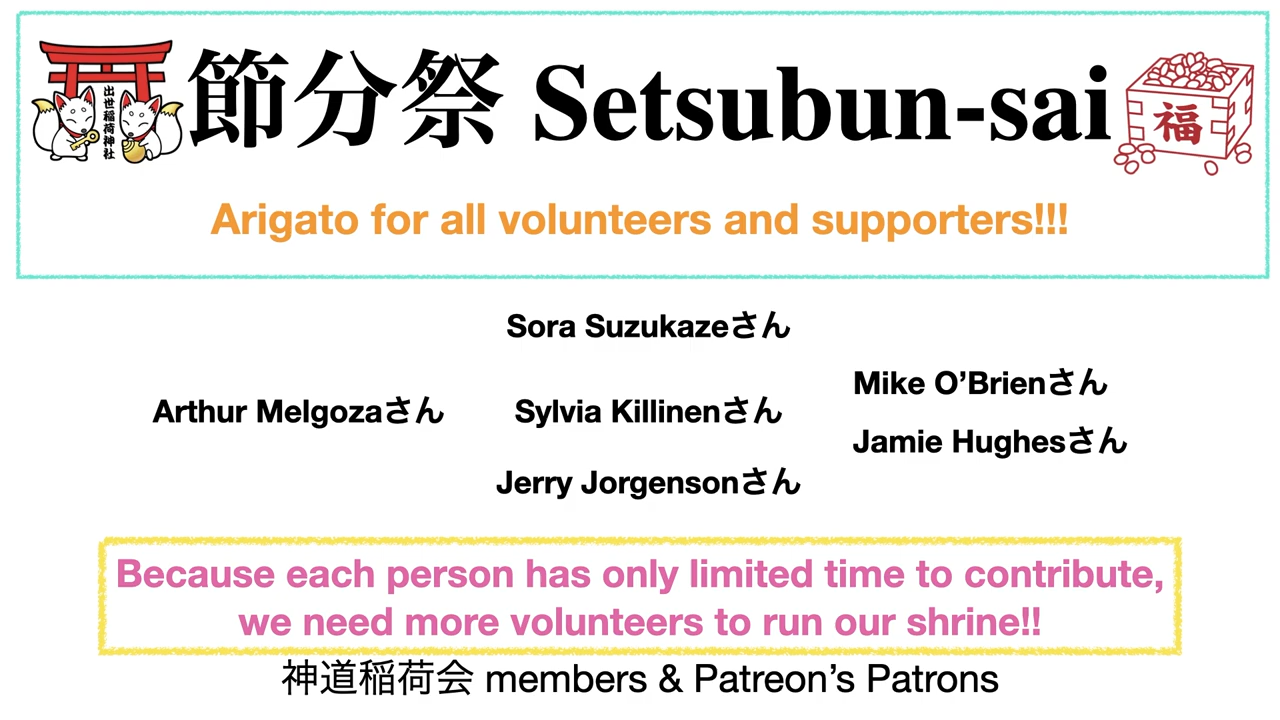 節分祭 Setsubun-sai
出世稲荷神社
福
Arigato for all volunteers and supporters!!!
Sora Suzukazeさん
Mike O’Brienさん
Arthur Melgozaさん
Sylvia Killinenさん
Jamie Hughesさん
Jerry Jorgensonさん
Because each person has only limited time to contribute,
we need more volunteers to run our shrine!!
神道稲荷会 members & Patreon’s Patrons